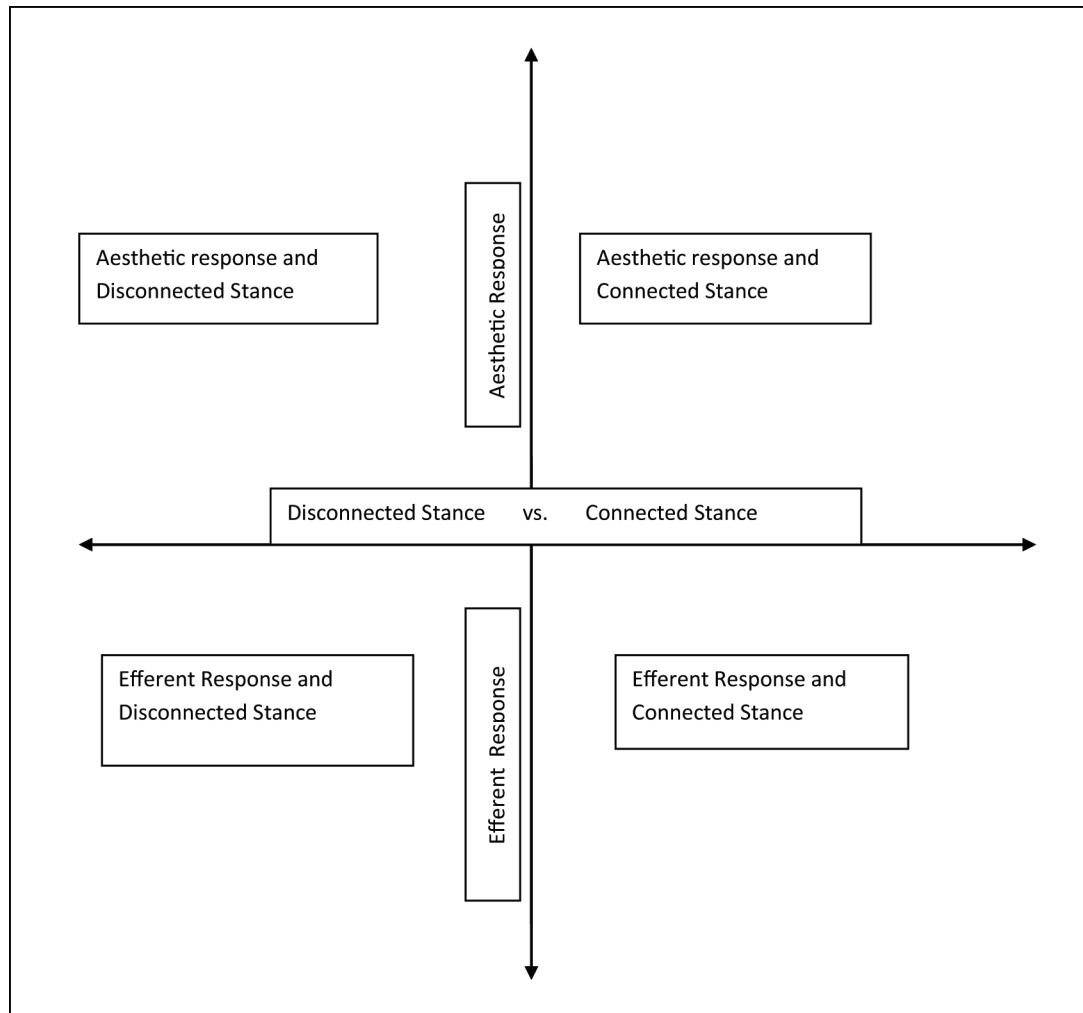 Aesthetic response and
Disconnected Stance
Aesthetic Response
Aesthetic response and
Connected Stance
Disconnected Stance vs. Connected Stance
Efferent Response and
Disconnected Stance
Efferent Response
Efferent Response and
Connected Stance